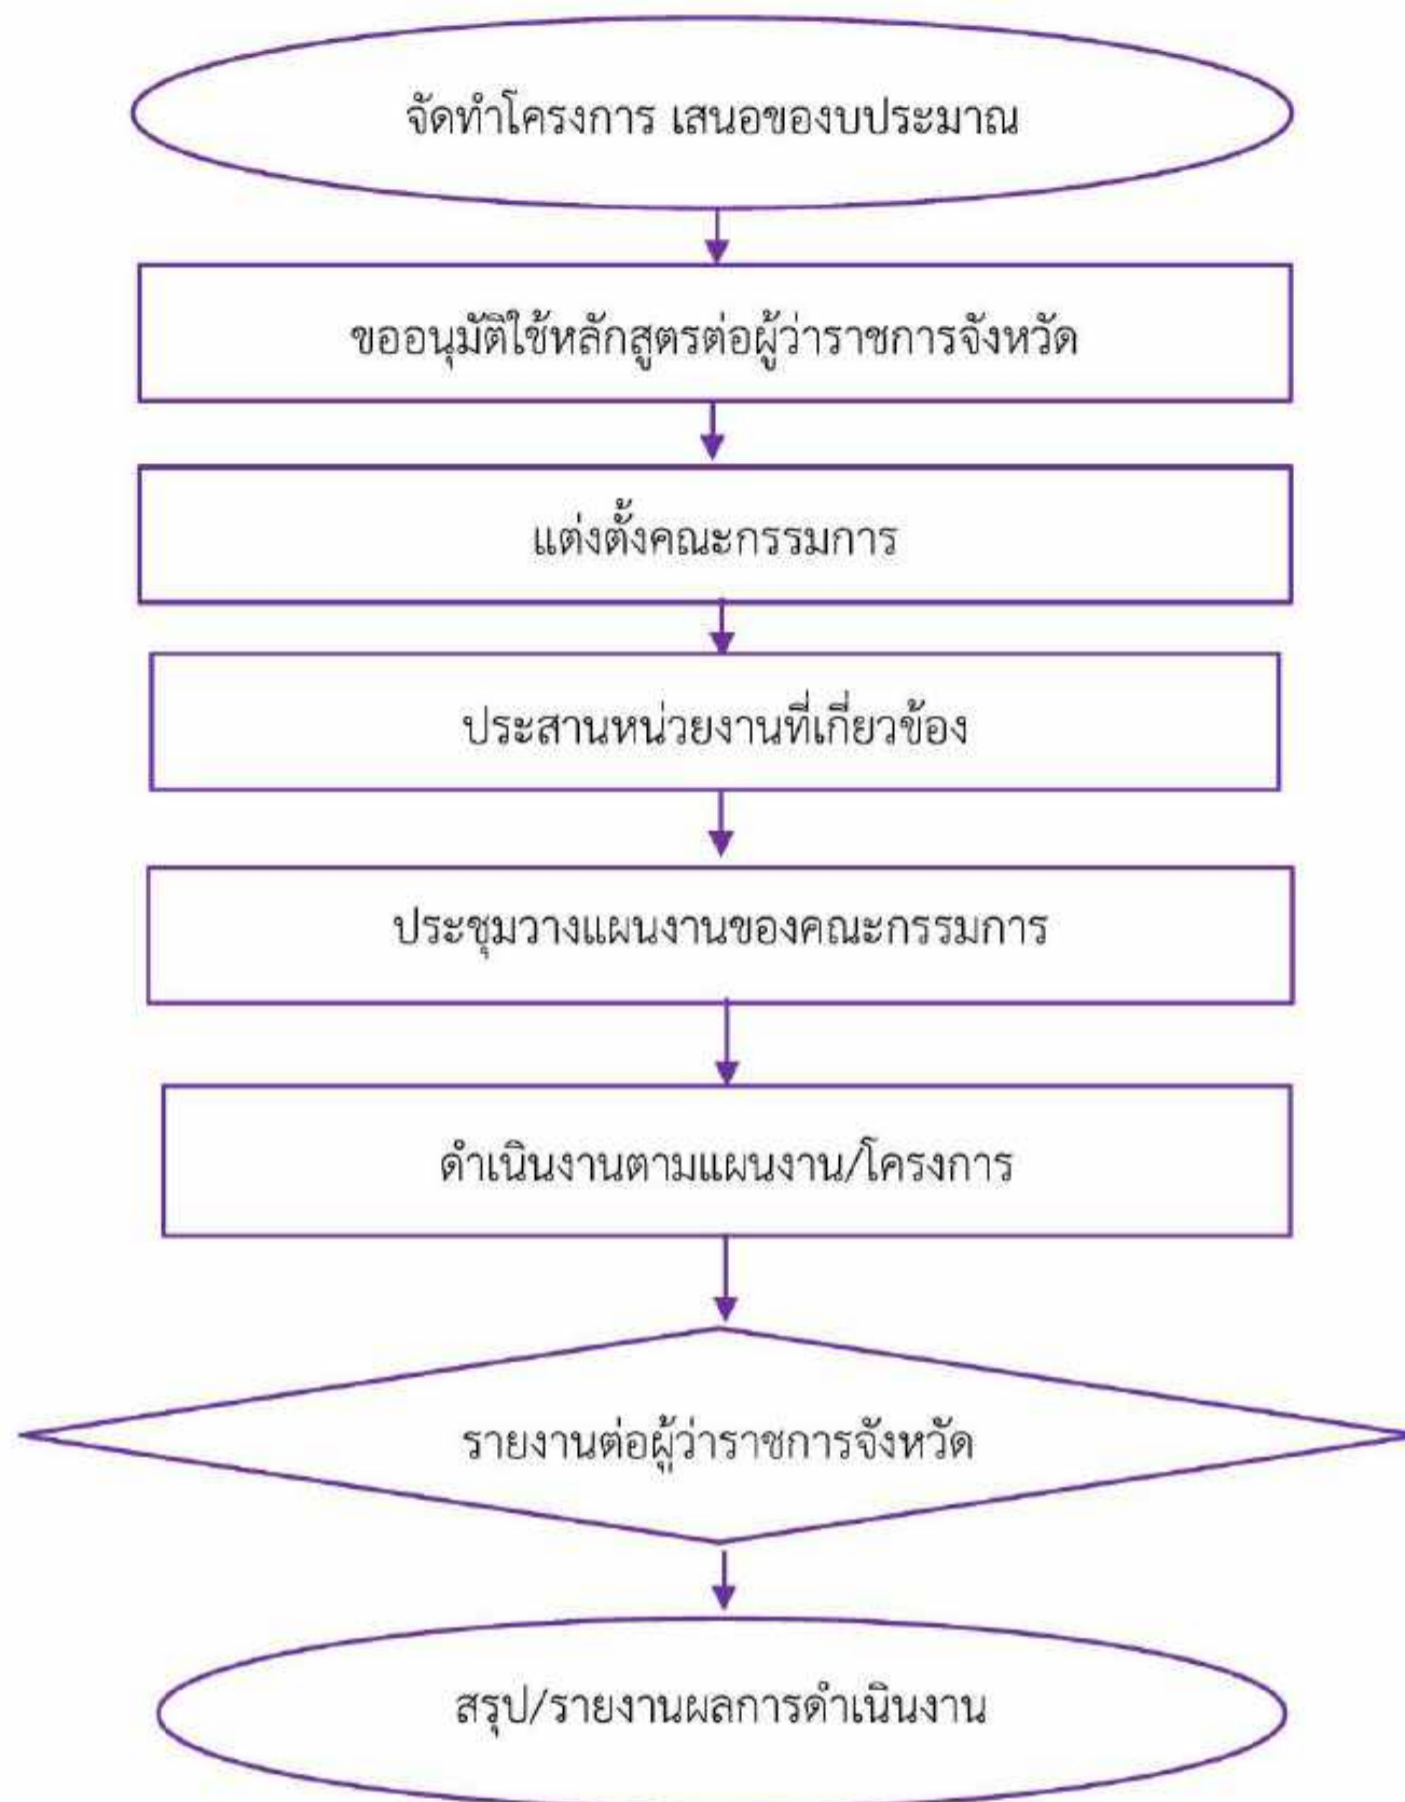 จัดทำโครงการ เสนอของบประมาณ
ขออนุมัติใช้หลักสูตรต่อผู้ว่าราชการจังหวัด
แต่งตั้งคณะกรรมการ
ประสานหน่วยงานที่เกี่ยวข้อง
ประชุมวางแผนงานของคณะกรรมการ
ดำเนินงานตามแผนงาน/โครงการ
รายงานต่อผู้ว่าราชการจังหวัด
สรุป/รายงานผลการดำเนินงาน